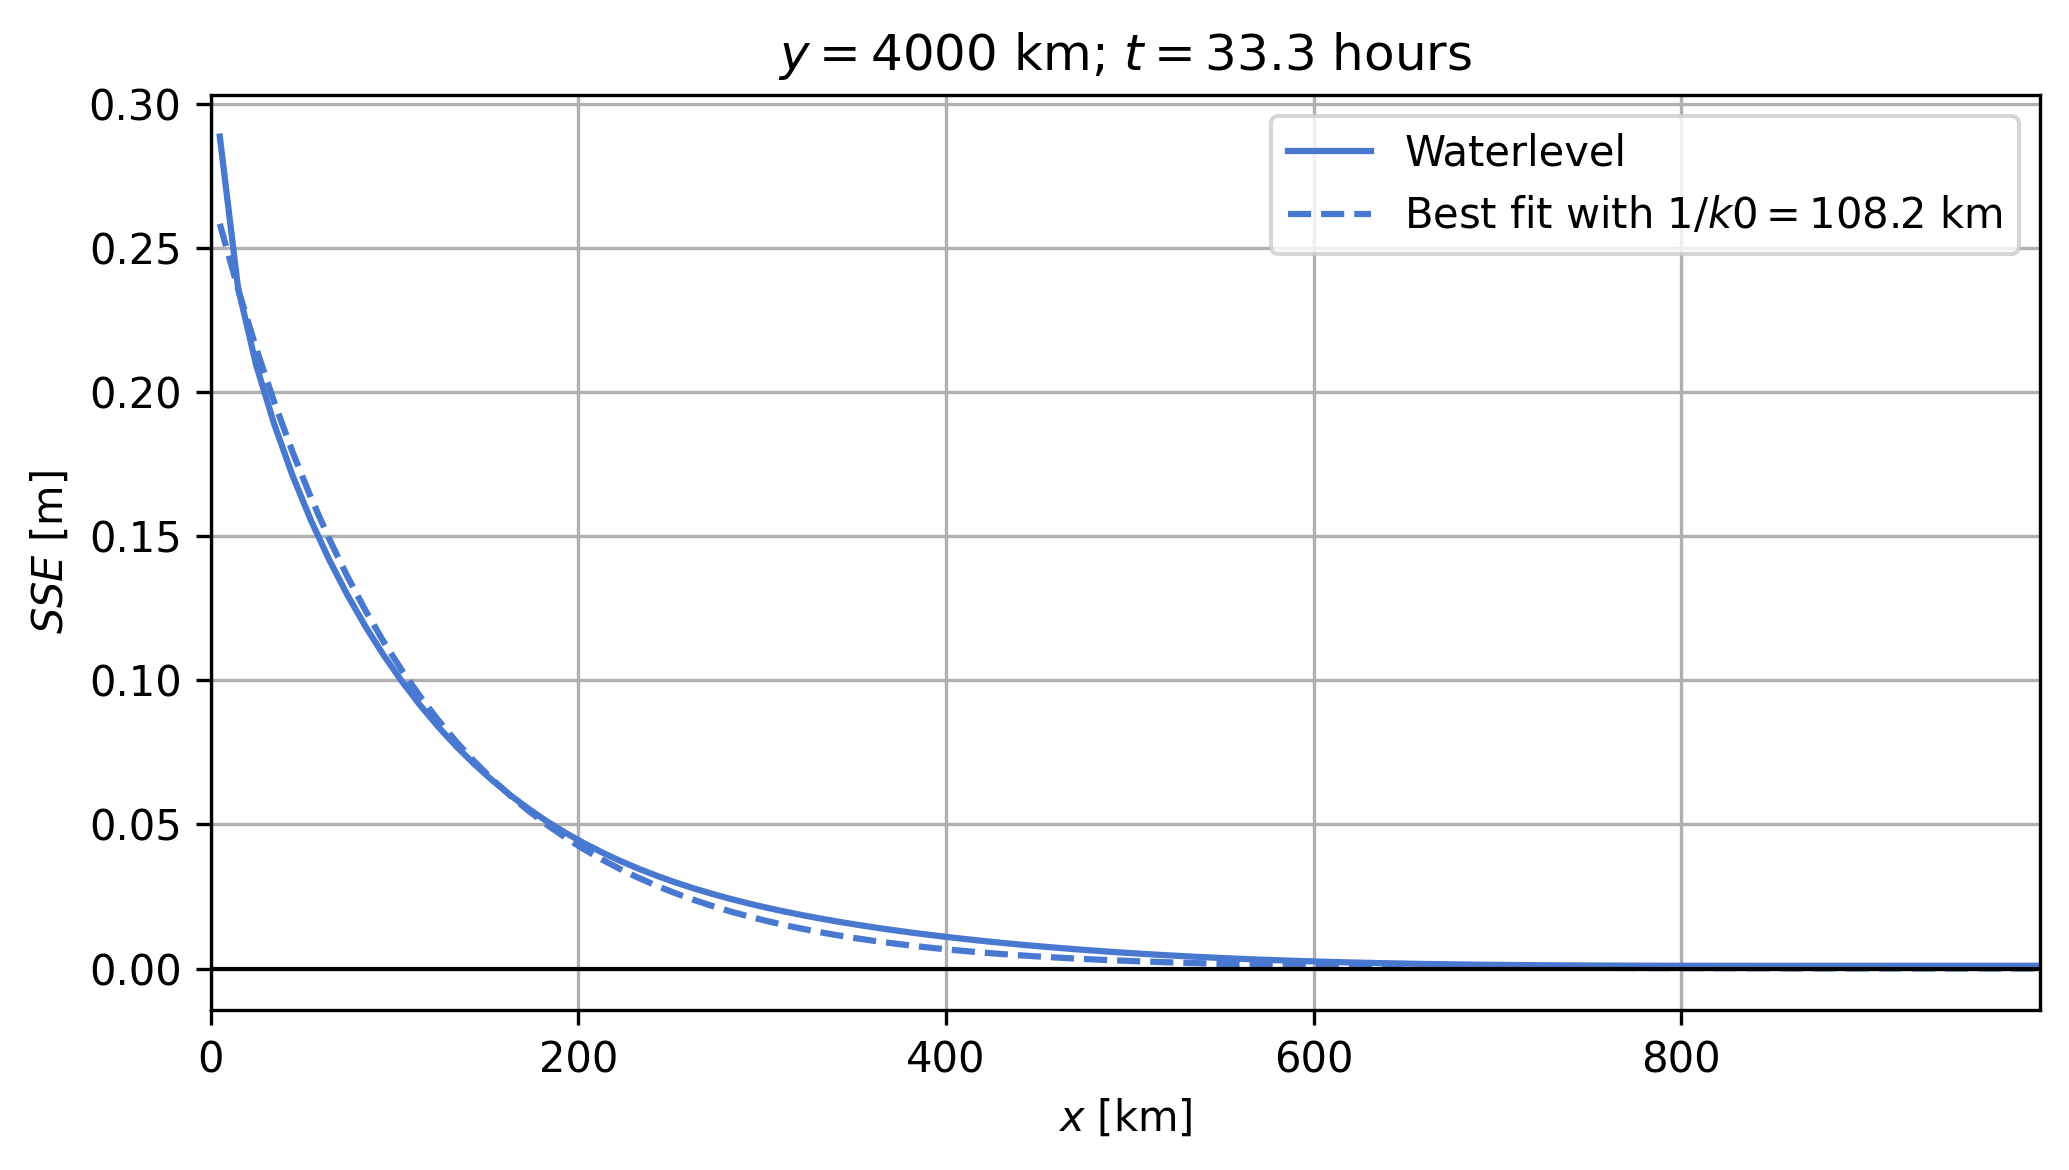 y = 4000 km; t = 33.3 hours
0.30
0.25
0.20
0.15
0.10
0.05
0.00
SSE [m]
Waterlevel
Best fit with 1/k0 = 108.2 km
0 200 400 600 800
x [km]